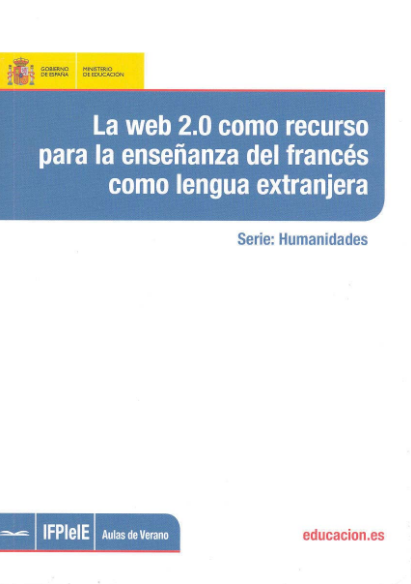 GOBIERNO
DE ESPAÑA
MINISTERIO
DE EDUCACIÓN
La web 2.0 como recurso
para la enseñanza del francés
como lengua extranjera
Serie: Humanidades
IFPIeIE
Aulas de Verano
educacion.es